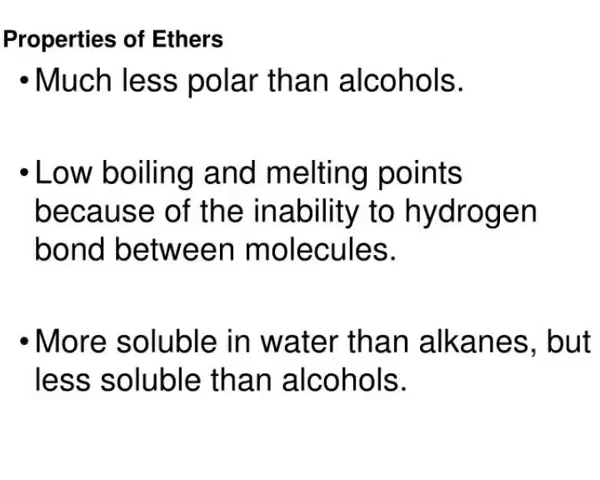 Properties of Ethers
• Much less polar than alcohols.
• Low boiling and melting points
because of the inability to hydrogen
bond between molecules.
• More soluble in water than alkanes, but
less soluble than alcohols.